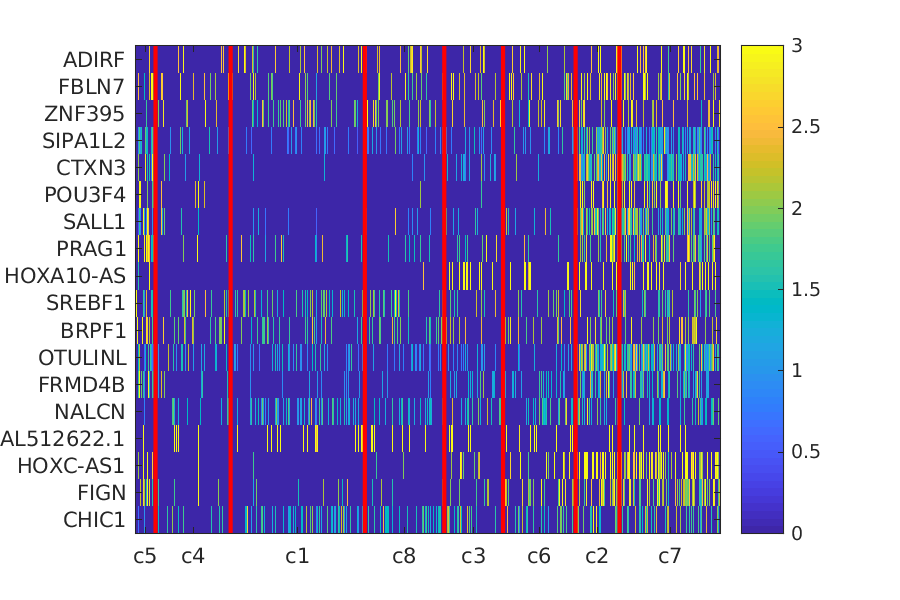 ADIRF
FBLN7
ZNF395
SIPA1L2
CTXN3
POU3F4
SALL1
PRAG1
HOXA10-AS
SREBF1
BRPF1
OTULINL
FRMD4B
NALCN
AL512622.1
HOXC-AS1
FIGN
CHIC1
c5 c4 c1 c8 c3 c6 c2 c7
3
2.5
2
1.5
1
0.5
0